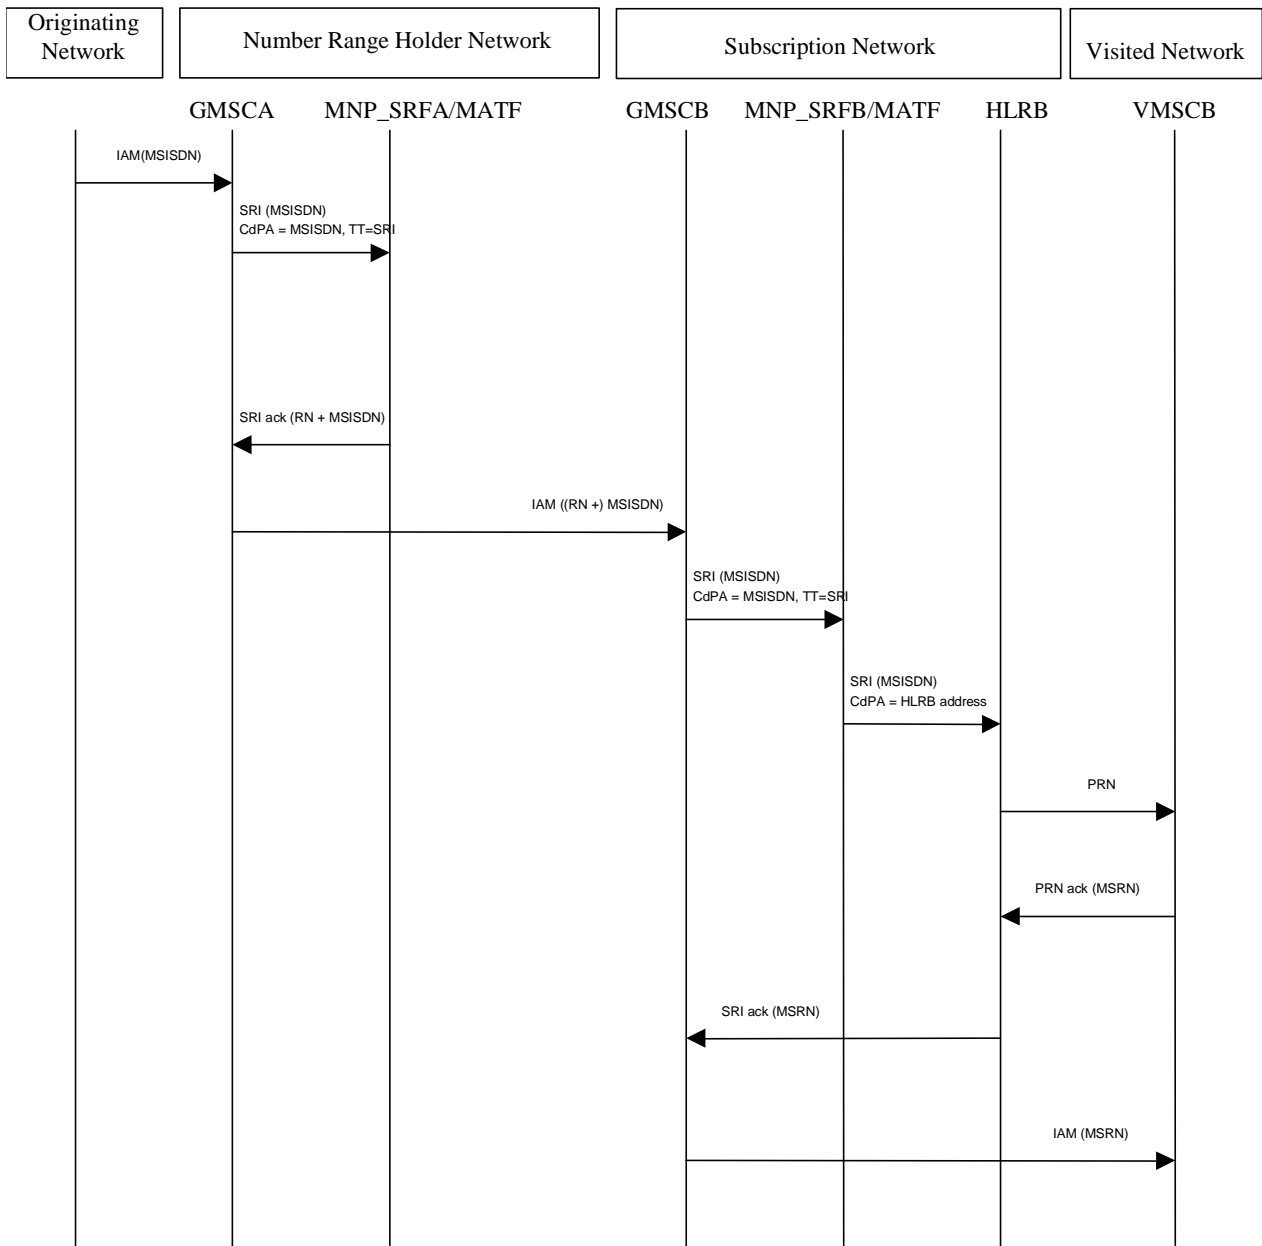 Originating
Network
Number Range Holder Network
Subscription Network
Visited Network
GMSCA
MNP_SRFA/MATF
GMSCB
MNP_SRFB/MATF
HLRB
VMSCB
IAM(MSISDN)
SRI (MSISDN)
CdPA = MSISDN, TT=SRI
SRI ack (RN + MSISDN)
IAM ((RN +) MSISDN)
SRI (MSISDN)
CdPA = MSISDN, TT=SRI
SRI (MSISDN)
CdPA = HLRB address
PRN
PRN ack (MSRN)
SRI ack (MSRN)
IAM (MSRN)